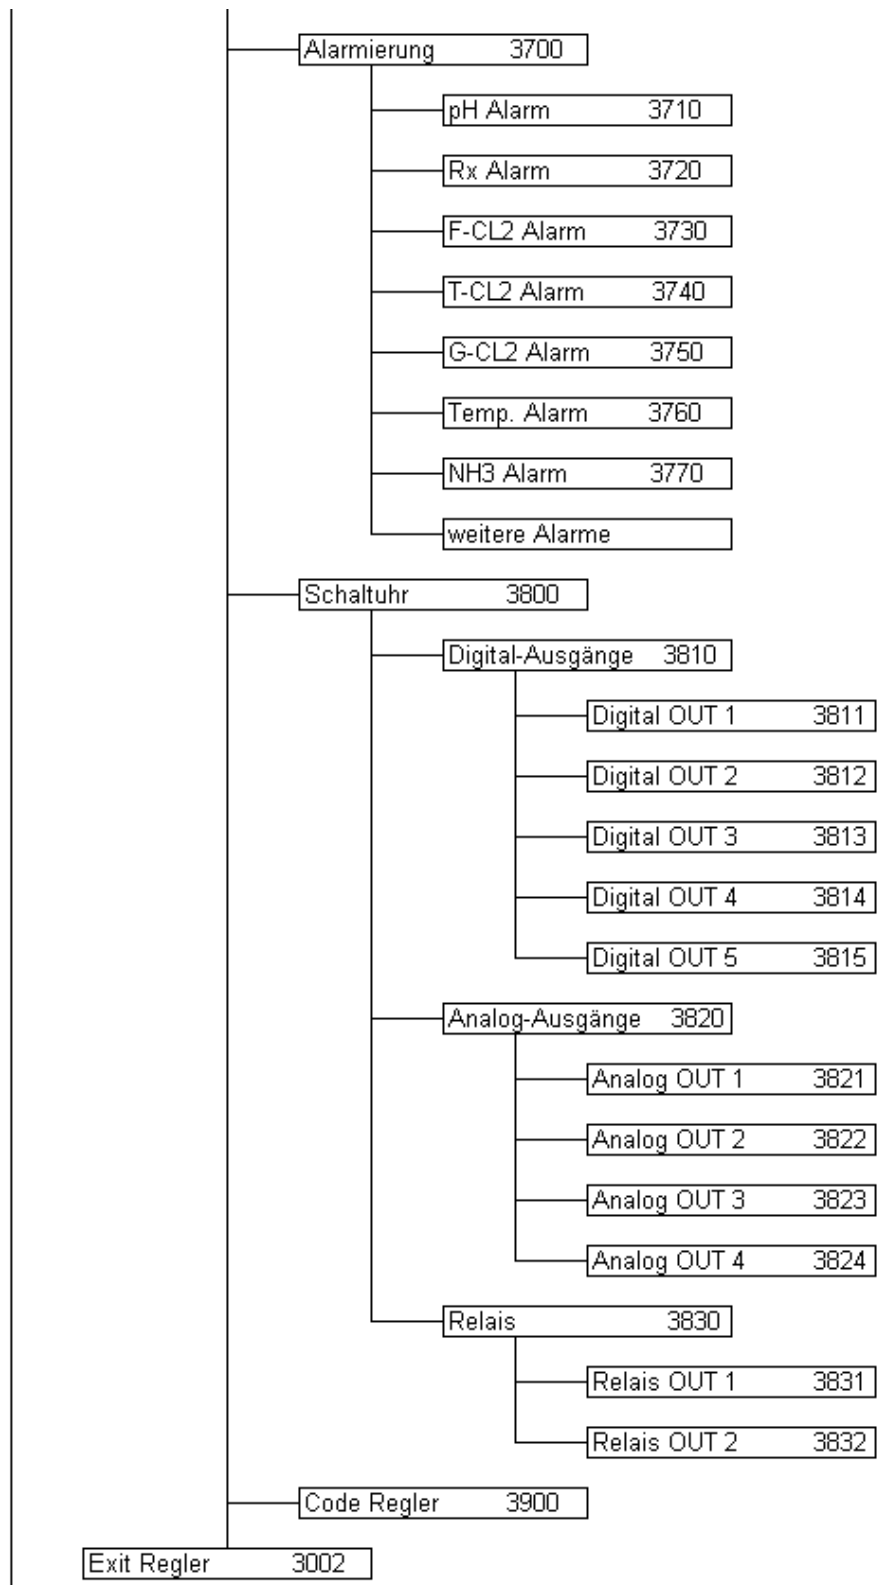 Alarmierung 3700
pH Alarm 3710
Rx Alarm 3720
F-CL2 Alarm 3730
T-CL2 Alarm 3740
G-CL2 Alarm 3750
Temp. Alarm 3760
NH3 Alarm 3770
weitere Alarme
Schaltuhr 3800
Digital-Ausgänge 3810
Digital OUT 1 3811
Digital OUT 2 3812
Digital OUT 3 3813
Digital OUT 4 3814
Digital OUT 5 3815
Analog-Ausgänge 3820
Analog OUT 1 3821
Analog OUT 2 3822
Analog OUT 3 3823
Analog OUT 4 3824
Relais 3830
Relais OUT 1 3831
Relais OUT 2 3832
Code Regler 3900
Exit Regler 3002